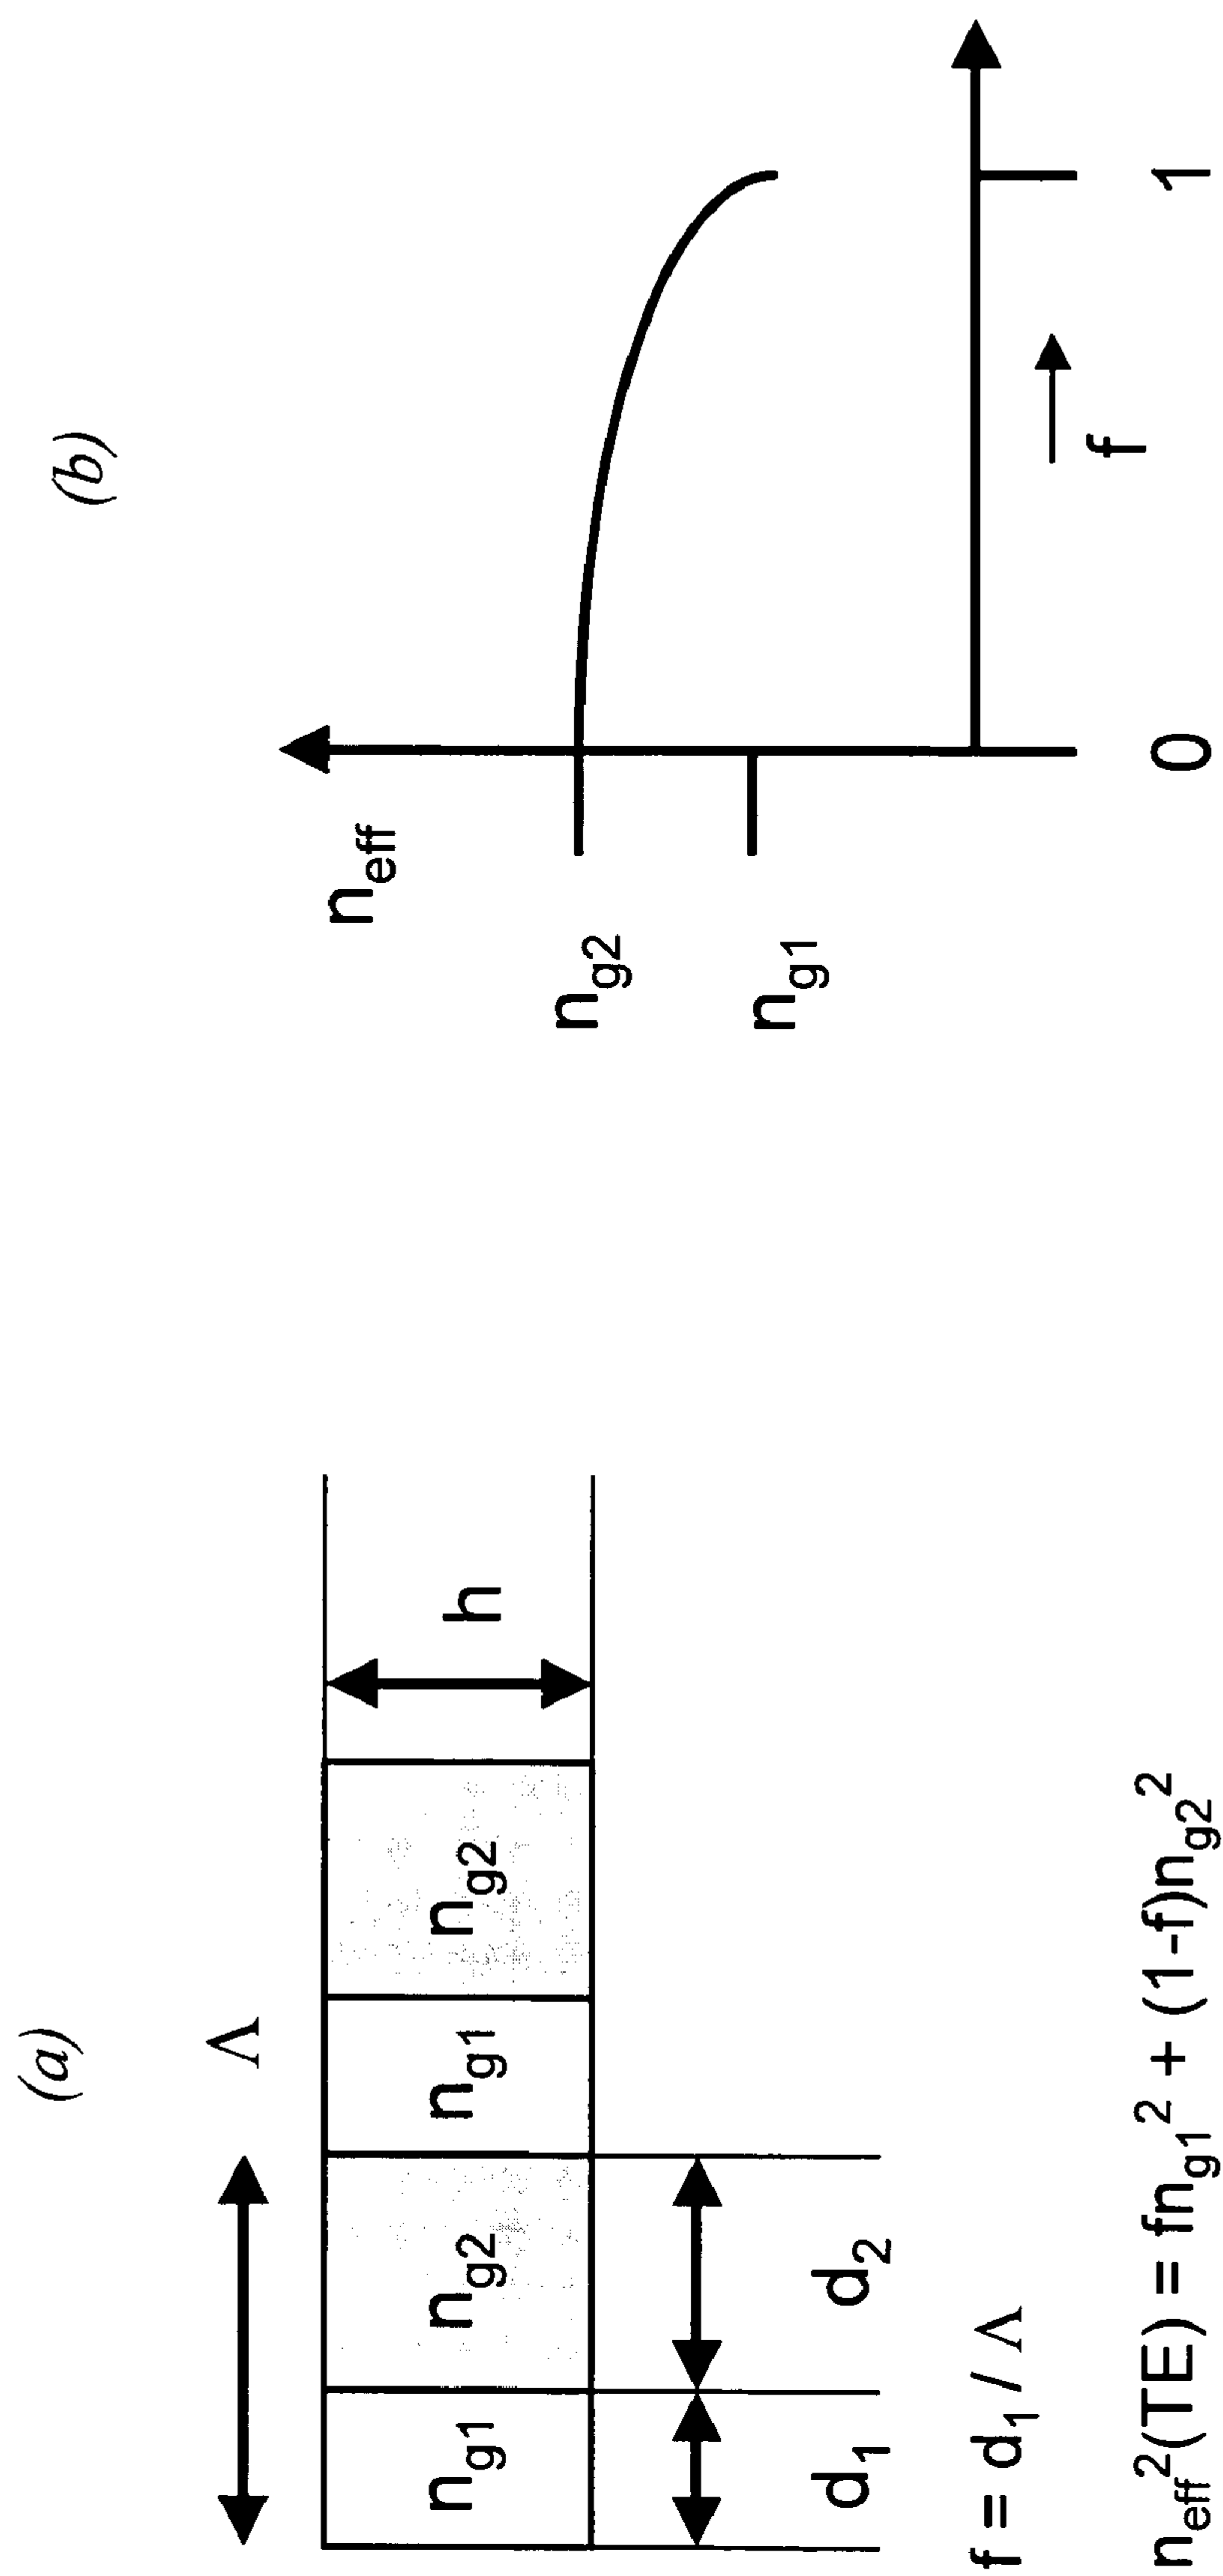 (a)
Λ
n_g1 n_g2 n_g1 n_g2
h
d_1 d_2
f = d_1 / Λ
n_eff^2(TE) = fn_g1^2 + (1-f)n_g2^2
(b)
n_eff
n_g2
n_g1
0 1
f